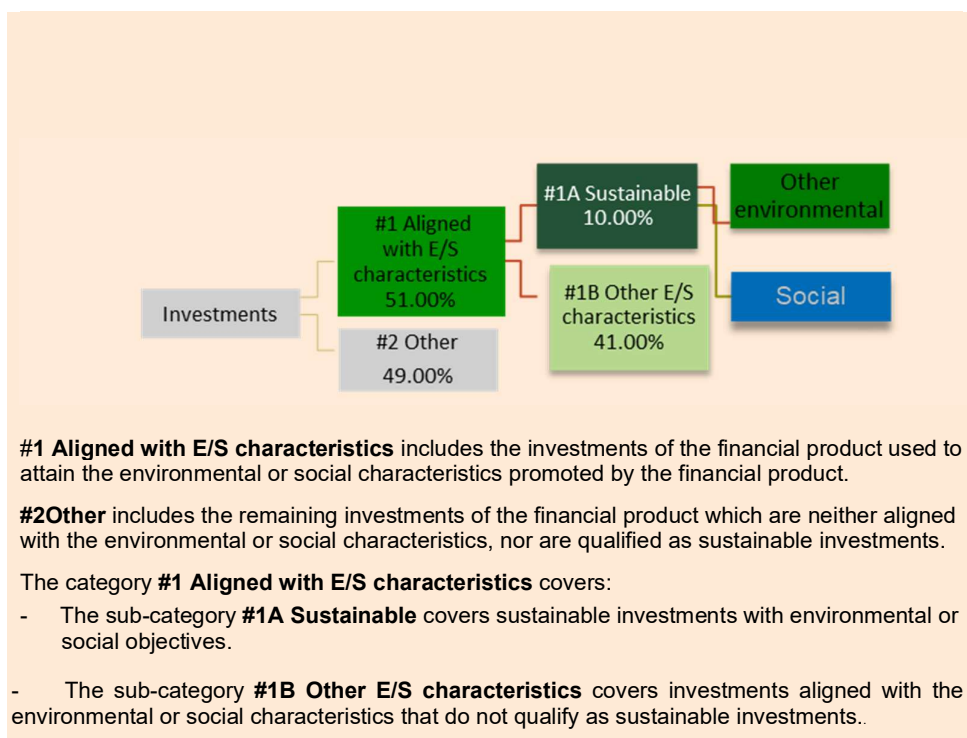 Investments
#1 Aligned
with E/S
characteristics
51.00%
#2 Other
49.00%
#1A Sustainable
10.00%
#1B Other E/S
characteristics
41.00%
Other
environmental
Social
#1 Aligned with E/S characteristics includes the investments of the financial product used to
attain the environmental or social characteristics promoted by the financial product.
#2Other includes the remaining investments of the financial product which are neither aligned
with the environmental or social characteristics, nor are qualified as sustainable investments.
The category #1 Aligned with E/S characteristics covers:
- The sub-category #1A Sustainable covers sustainable investments with environmental or
social objectives.
- The sub-category #1B Other E/S characteristics covers investments aligned with the
environmental or social characteristics that do not qualify as sustainable investments..